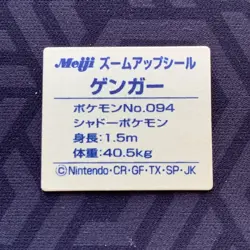 Meiji ズームアップシール
ゲンガー
ポケモンNo.094
シャドーポケモン
身長:1.5m
体重:40.5kg
©Nintendo・CR・GF・TX・SP・JK